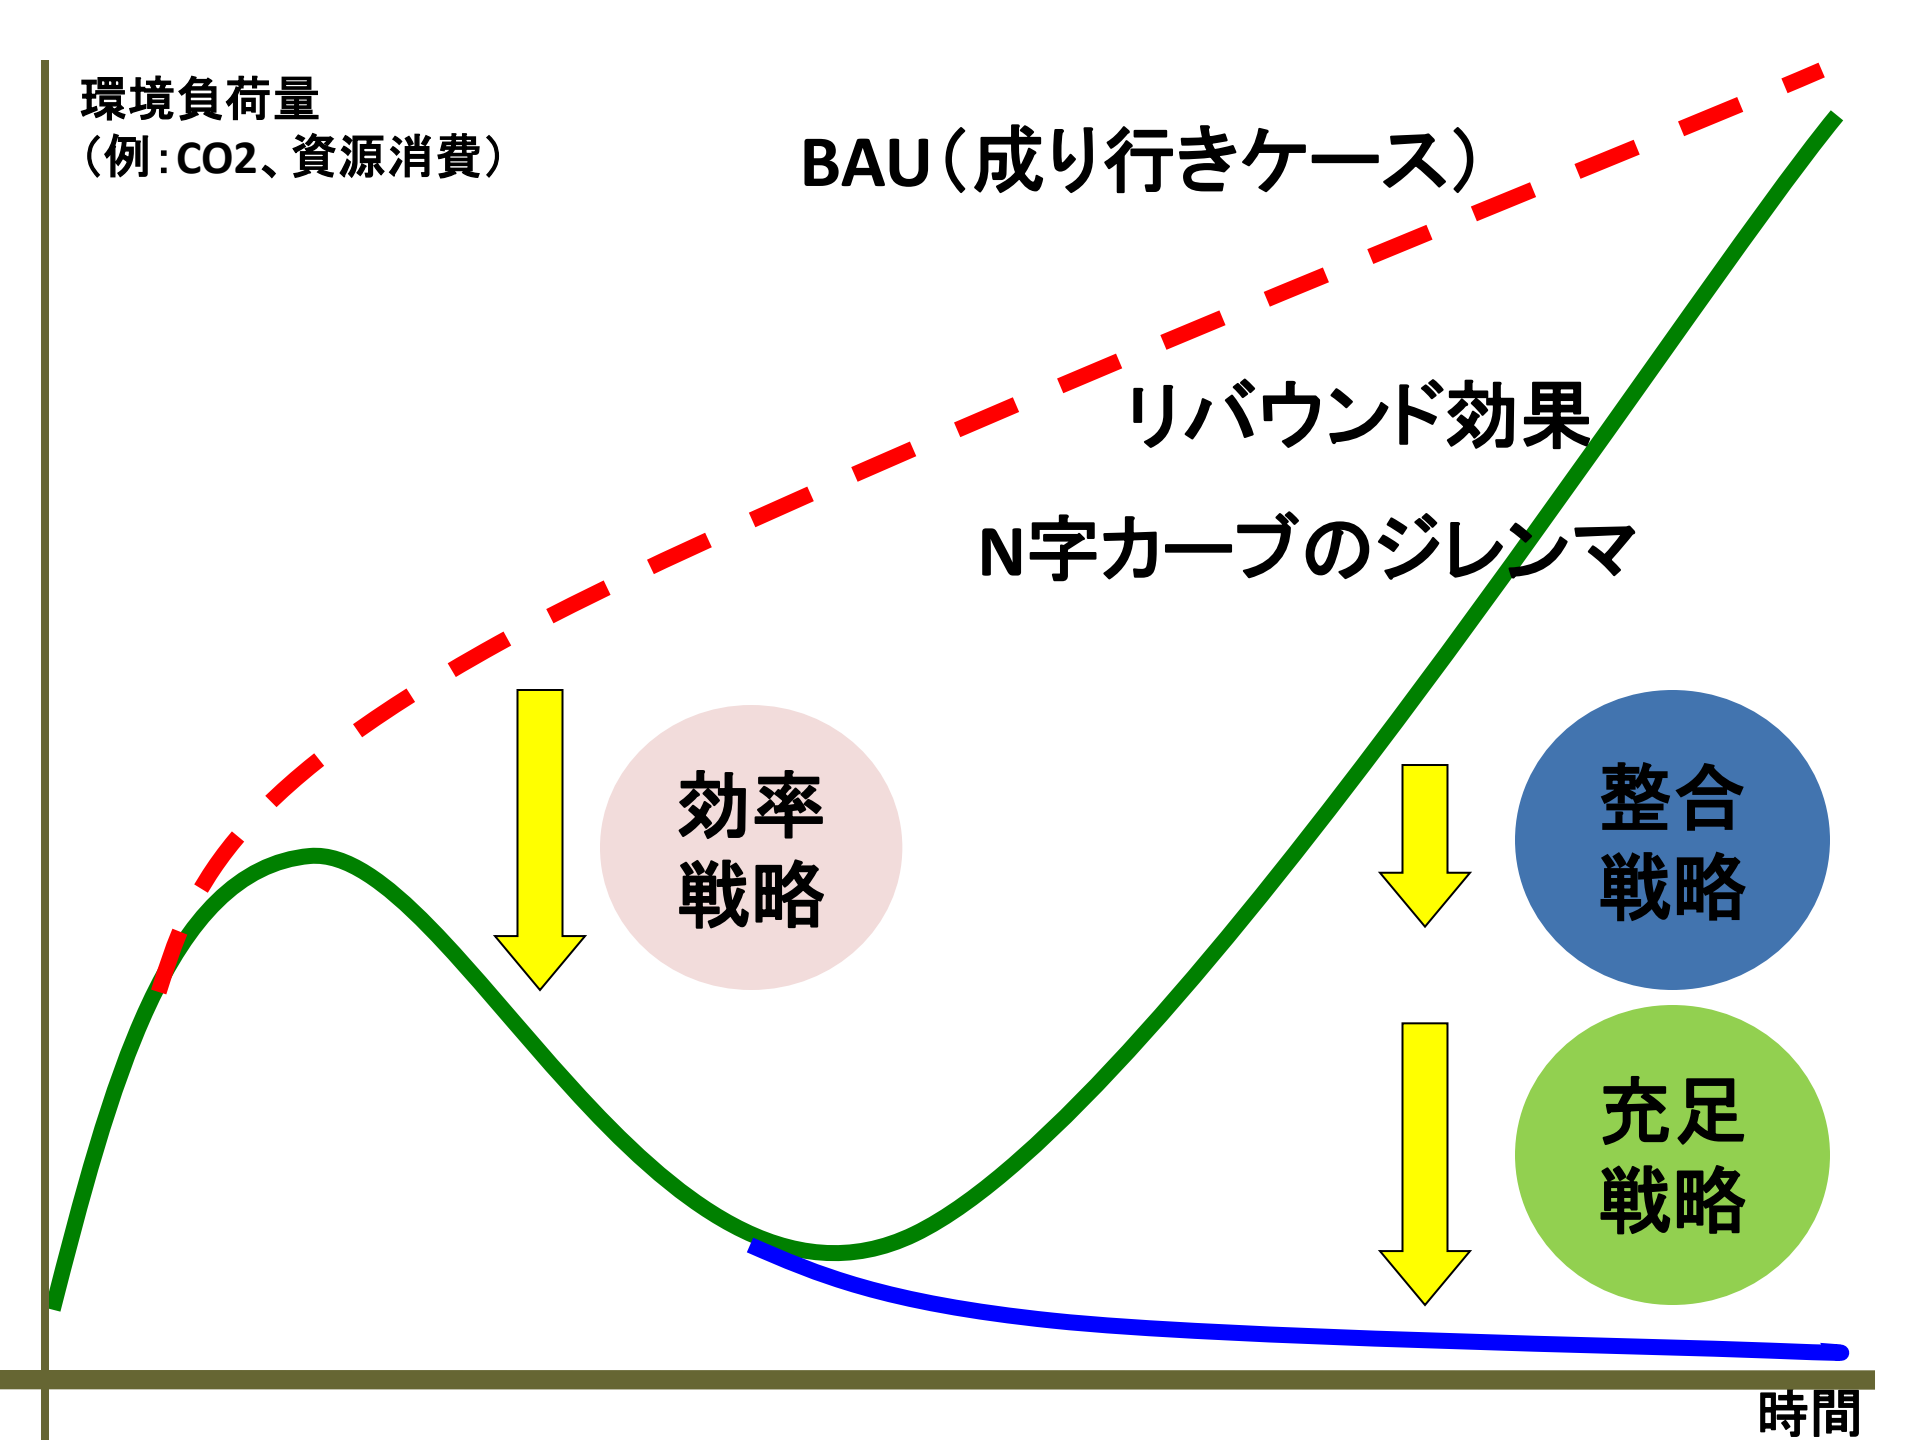 環境負荷量
（例：CO2、資源消費）
BAU（成り行きケース）
リバウンド効果
N字カーブのジレンマ
効率
戦略
整合
戦略
充足
戦略
時間